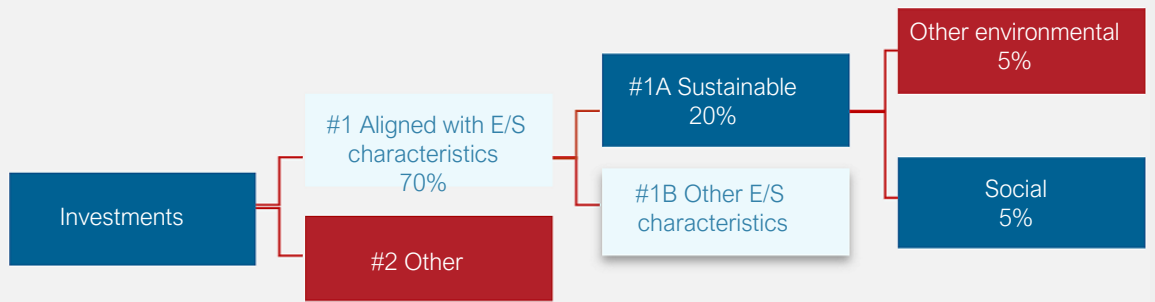 Investments
#1 Aligned with E/S
characteristics
70%
#2 Other
#1A Sustainable
20%
#1B Other E/S
characteristics
Other environmental
5%
Social
5%